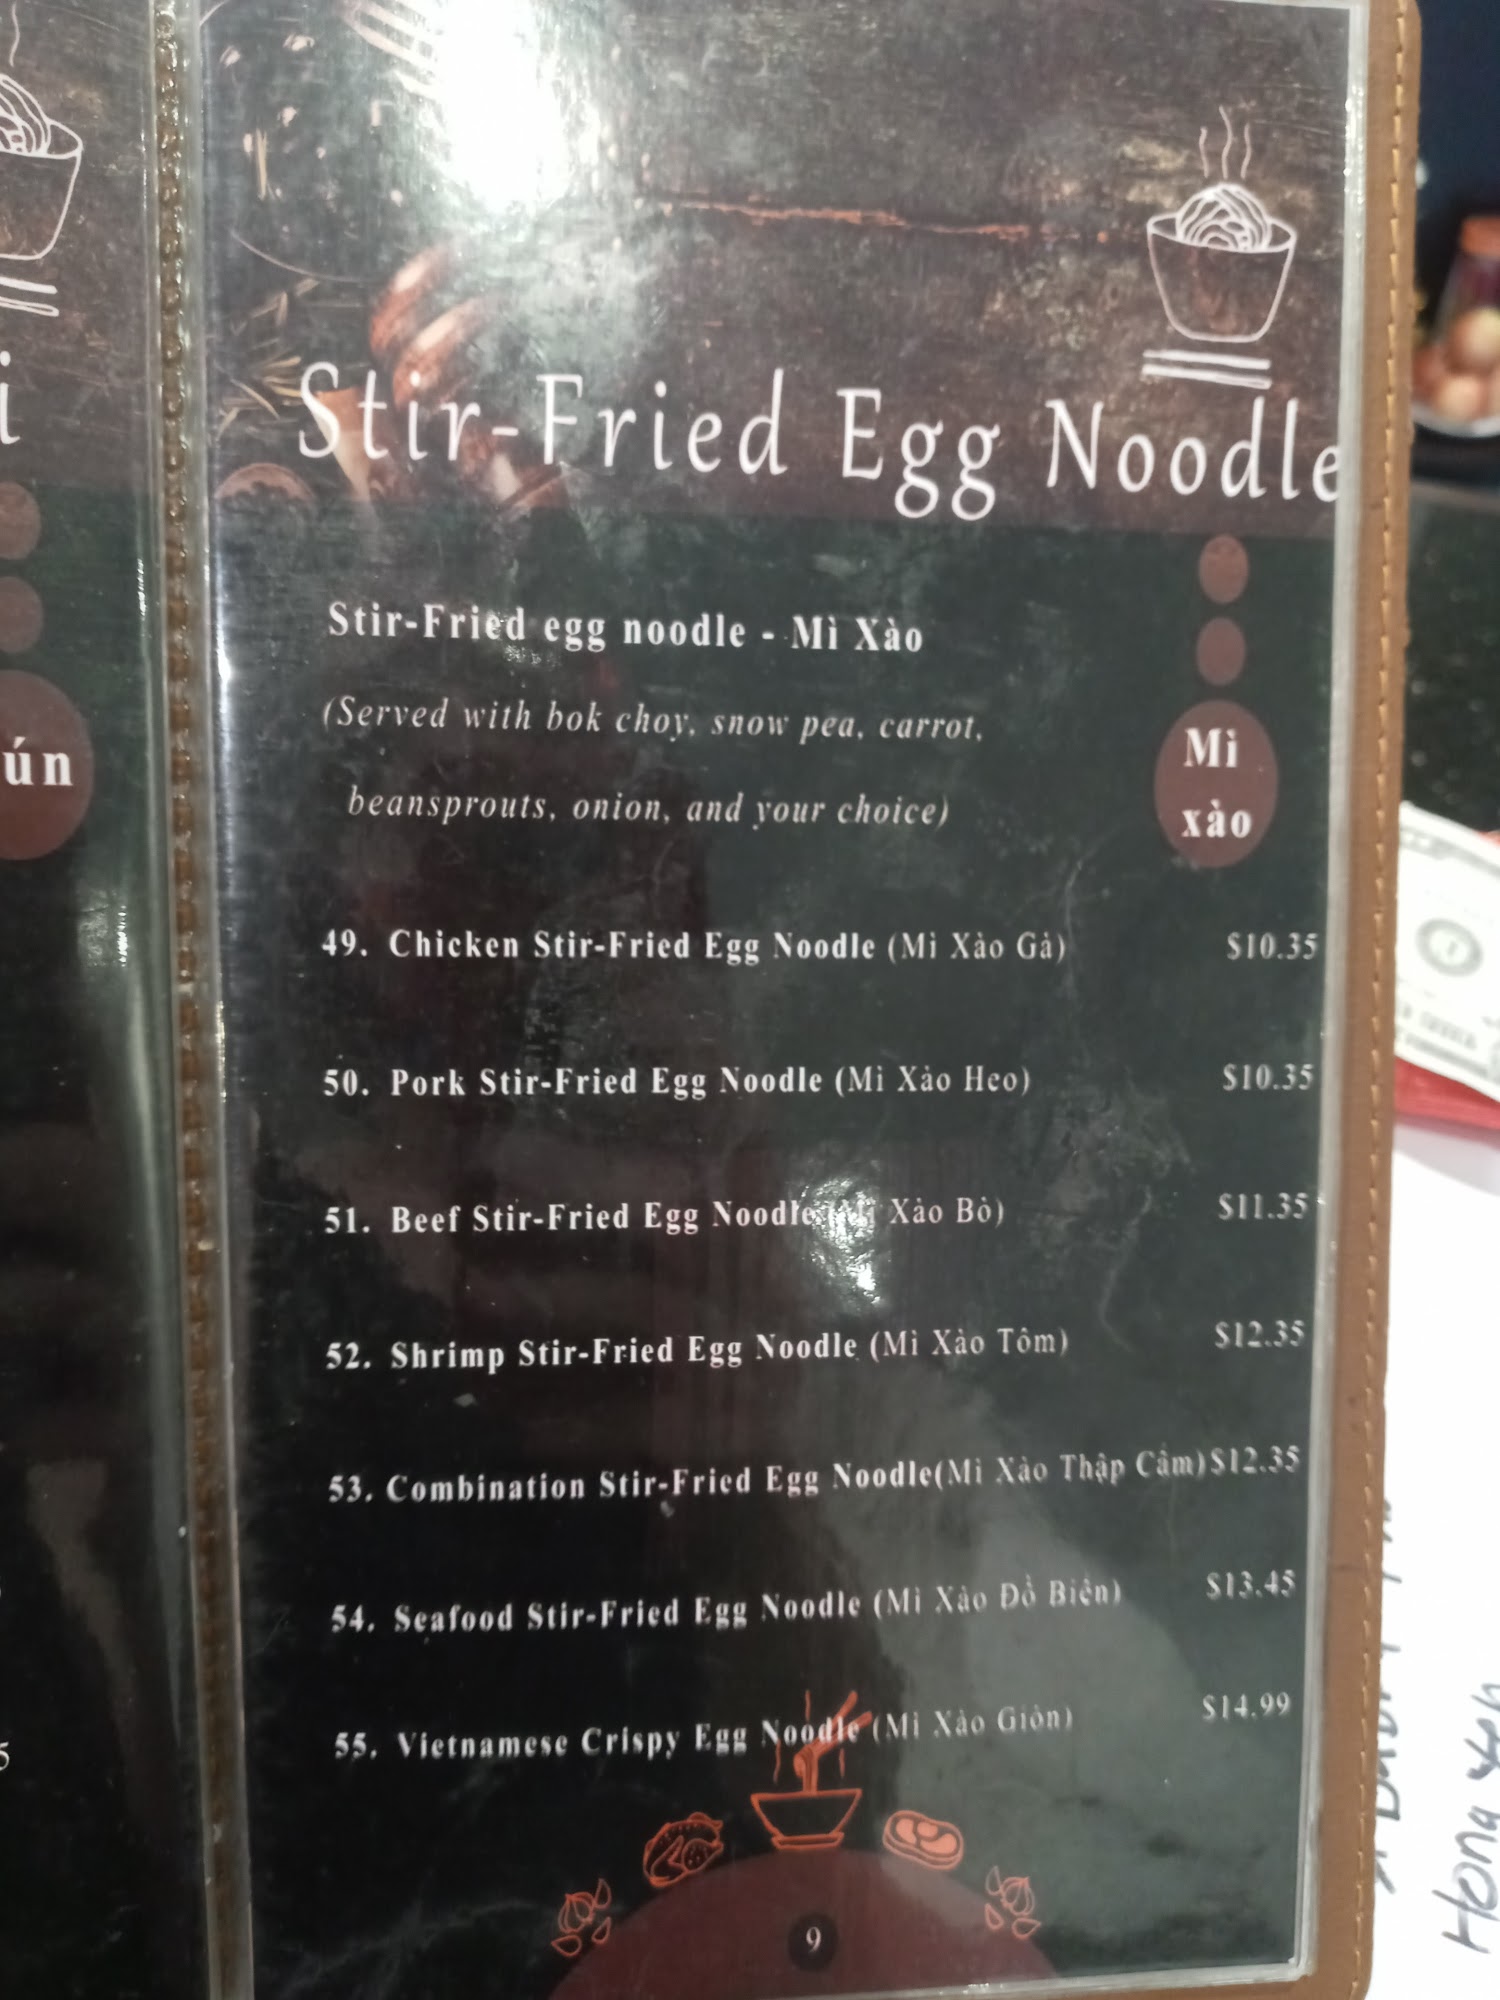 i
ún
5
Stir-Fried Egg Noodle
Stir-Fried egg noodle - Mì Xào
(Served with bok choy, snow pea, carrot,
beansprouts, onion, and your choice)
Mì
xào
49. Chicken Stir-Fried Egg Noodle (Mì Xào Gà) $10.35
50. Pork Stir-Fried Egg Noodle (Mì Xào Heo) $10.35
51. Beef Stir-Fried Egg Noodle (Mì Xào Bò) $11.35
52. Shrimp Stir-Fried Egg Noodle (Mì Xào Tôm) $12.35
53. Combination Stir-Fried Egg Noodle(Mì Xào Thập Cẩm) $12.35
54. Seafood Stir-Fried Egg Noodle (Mì Xào Đồ Biên) $13.45
55. Vietnamese Crispy Egg Noodle (Mì Xào Giòn) $14.99
9
Hong